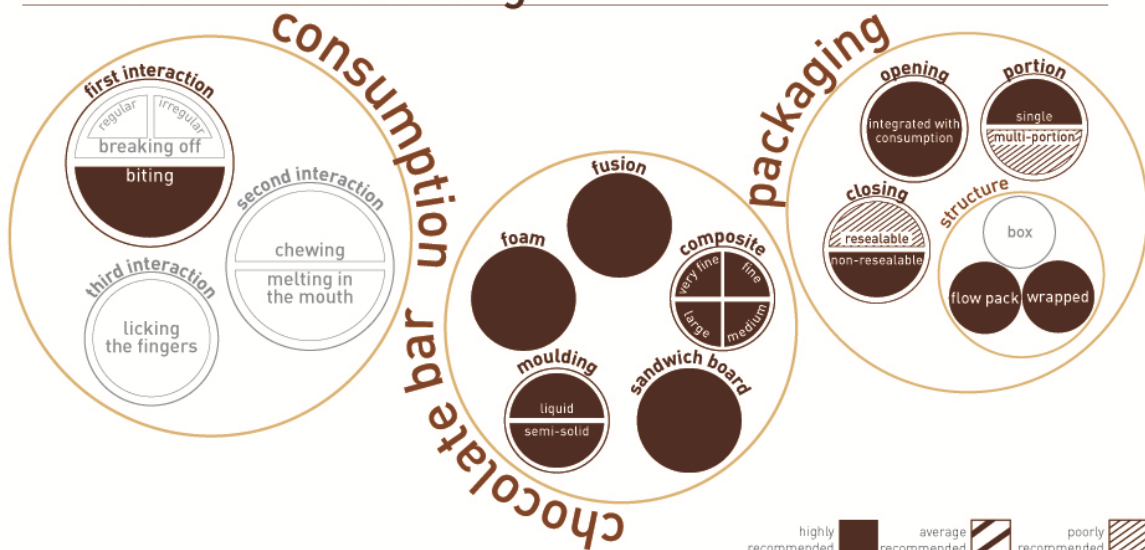 consumption
first interaction
regular
irregular
breaking off
biting
second interaction
chewing
melting in
the mouth
third interaction
licking
the fingers
chocolate bar
fusion
foam
composite
very fine
fine
large
medium
moulding
liquid
semi-solid
sandwich board
packaging
opening
integrated with
consumption
portion
single
multi-portion
closing
resealable
non-resealable
structure
box
flow pack
wrapped
highly
recommended
average
recommended
poorly
recommended